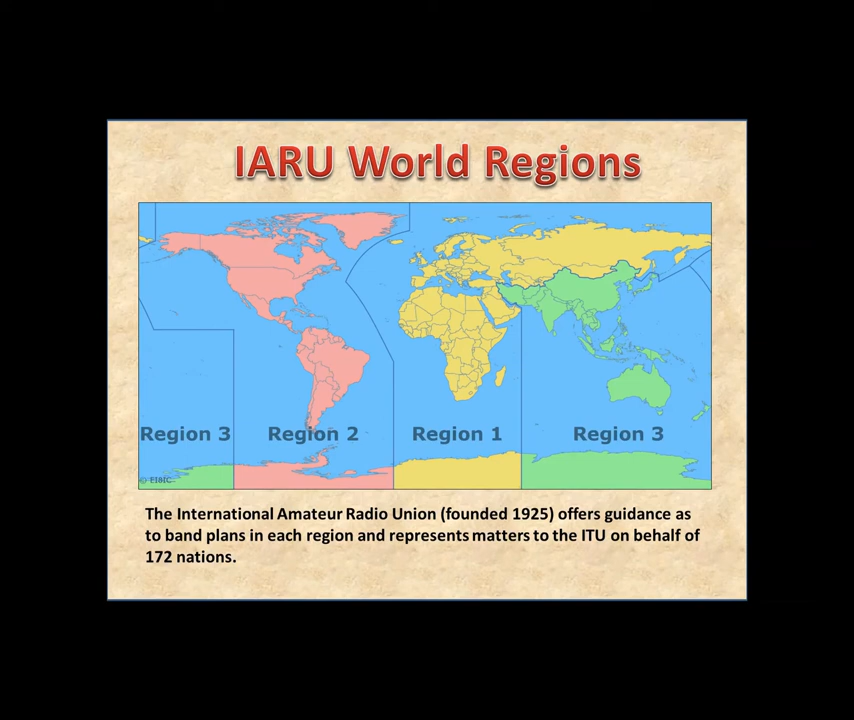 IARU World Regions
Region 3
Region 2
Region 1
Region 3
© EI8IC
The International Amateur Radio Union (founded 1925) offers guidance as
to band plans in each region and represents matters to the ITU on behalf of
172 nations.